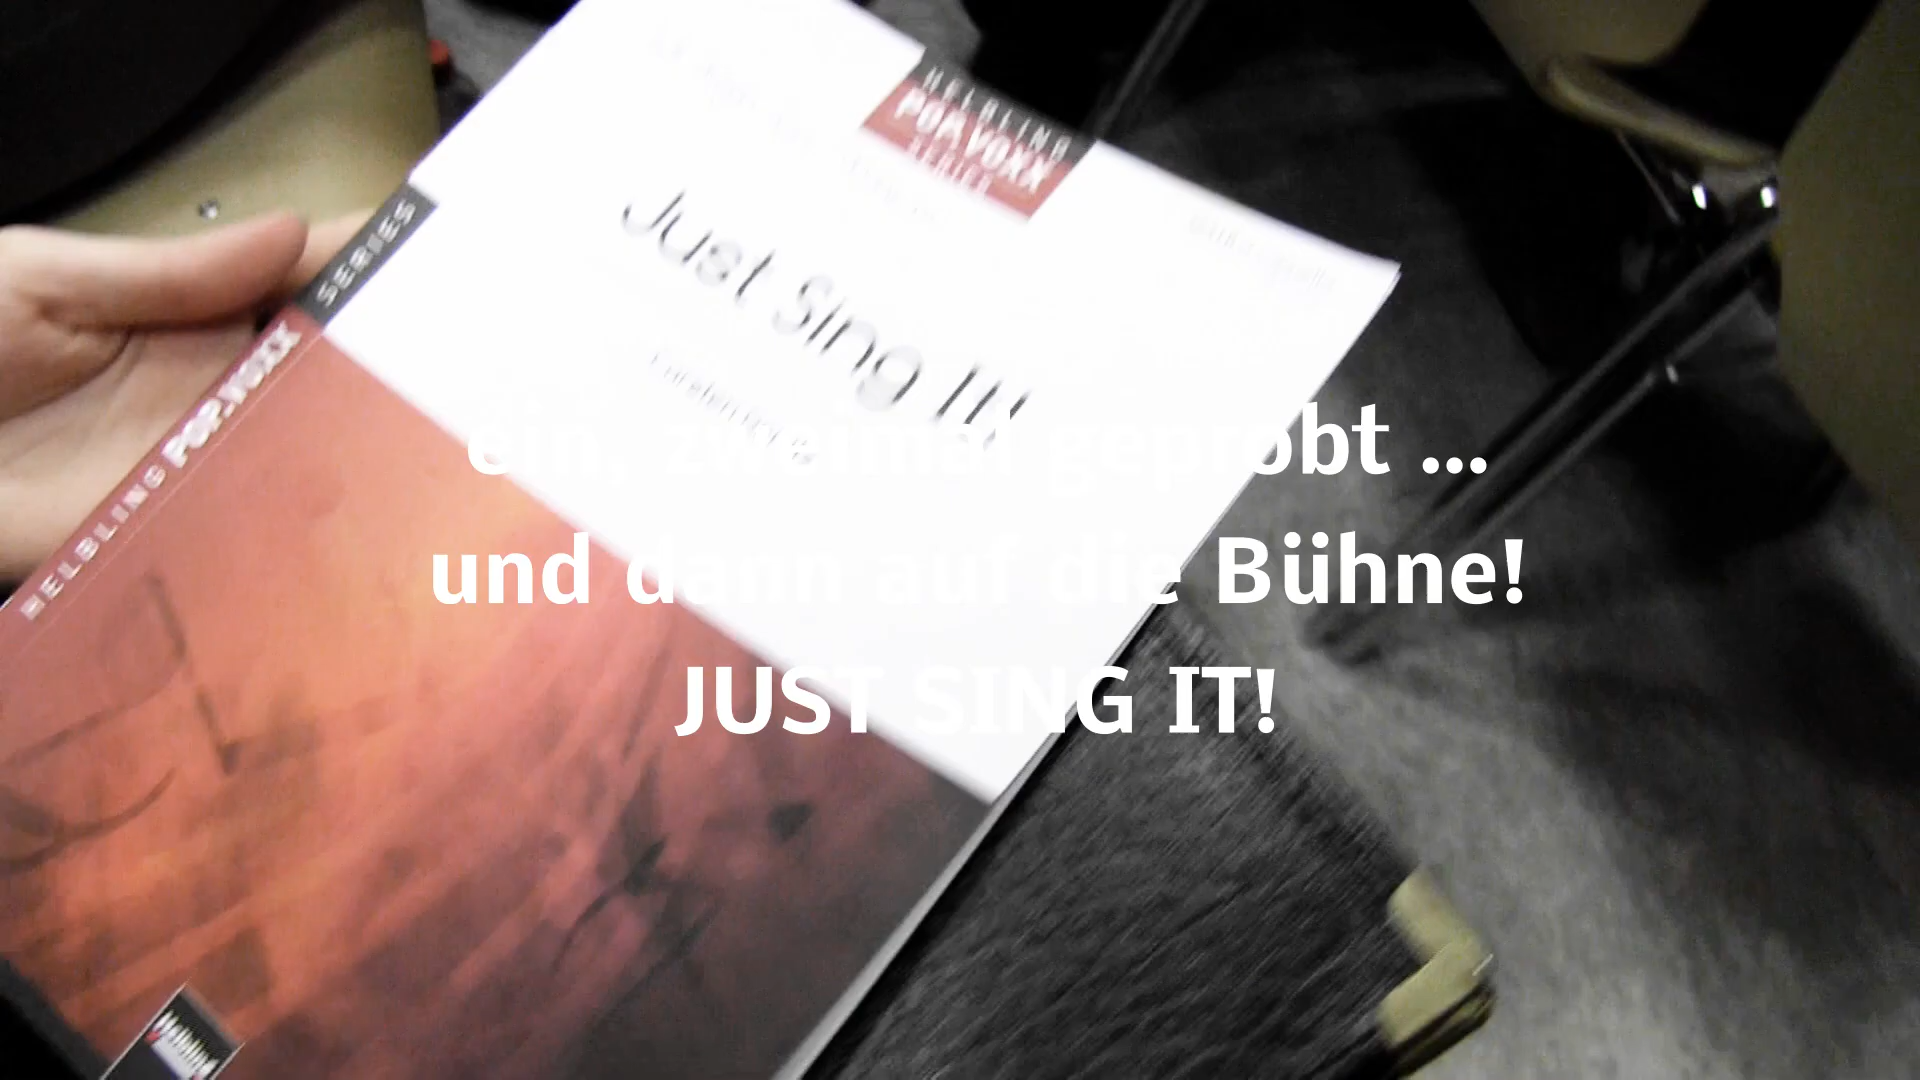 HELBLING
POP.VOXX
SERIES
Just Sing It!
SERIES
HELBLING POP.VOXX
ein, zweimal geprobt ...
und dann auf die Bühne!
JUST SING IT!